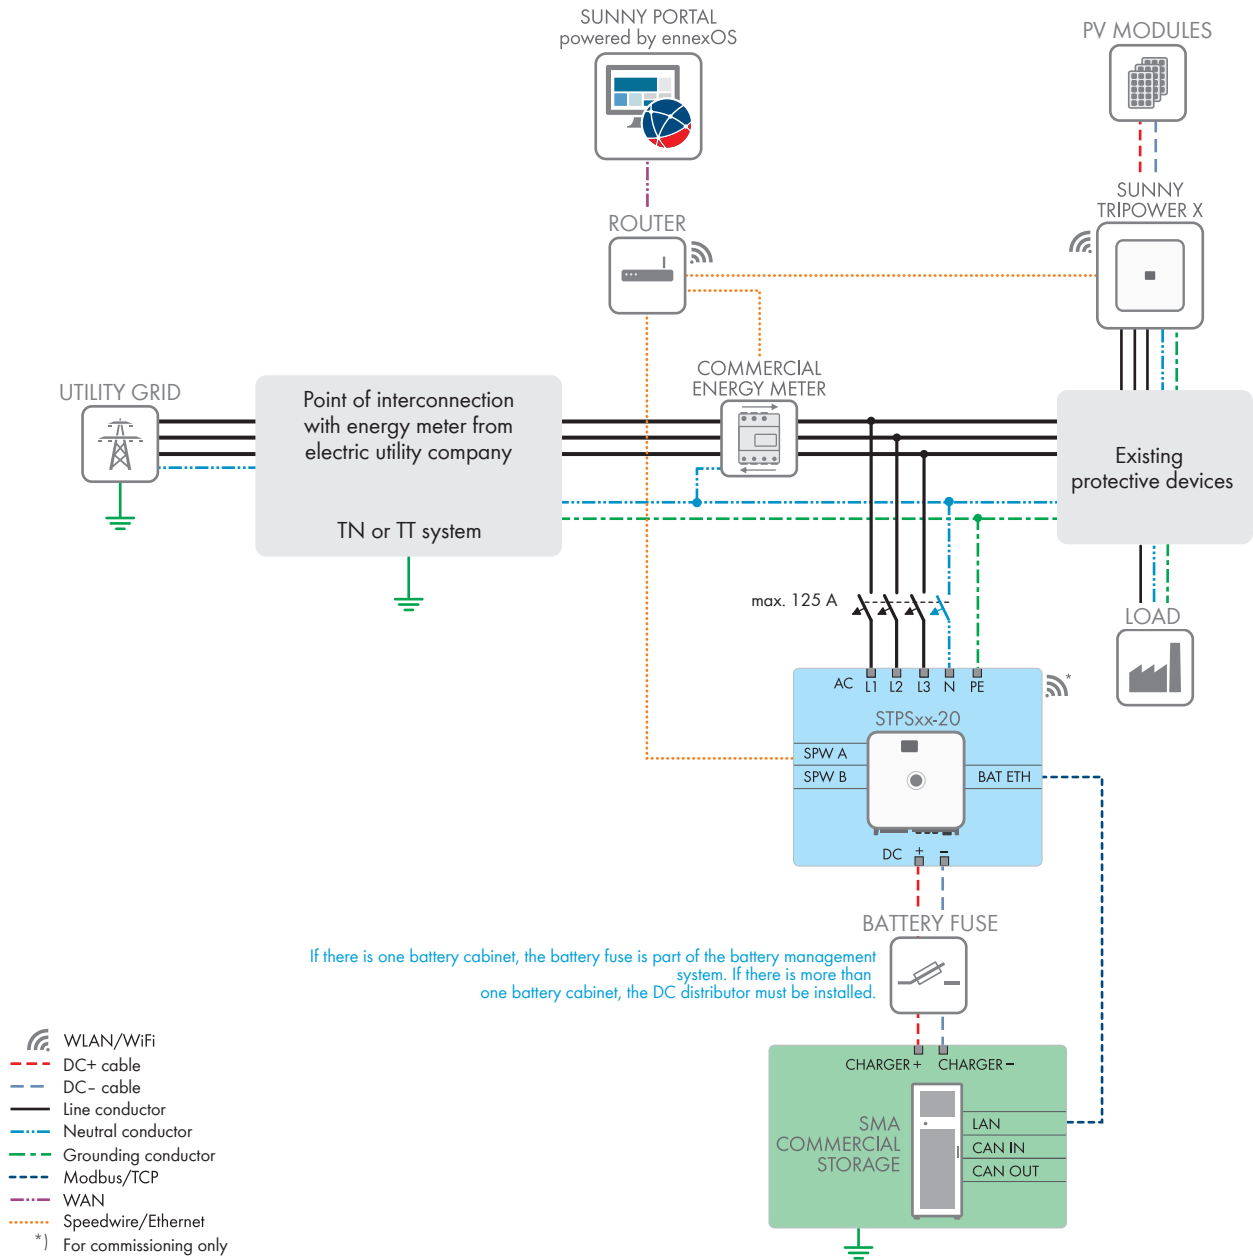 SUNNY PORTAL
powered by ennexOS
PV MODULES
SUNNY
TRIPOWER X
ROUTER
COMMERCIAL
ENERGY METER
UTILITY GRID
Point of interconnection
with energy meter from
electric utility company
TN or TT system
Existing
protective devices
max. 125 A
LOAD
AC L1 L2 L3 N PE
*
STPSxx-20
SPW A
SPW B
BAT ETH
DC + –
BATTERY FUSE
If there is one battery cabinet, the battery fuse is part of the battery management
system. If there is more than
one battery cabinet, the DC distributor must be installed.
CHARGER + CHARGER –
SMA
COMMERCIAL
STORAGE
LAN
CAN IN
CAN OUT
WLAN/WiFi
DC+ cable
DC– cable
Line conductor
Neutral conductor
Grounding conductor
Modbus/TCP
WAN
Speedwire/Ethernet
*) For commissioning only